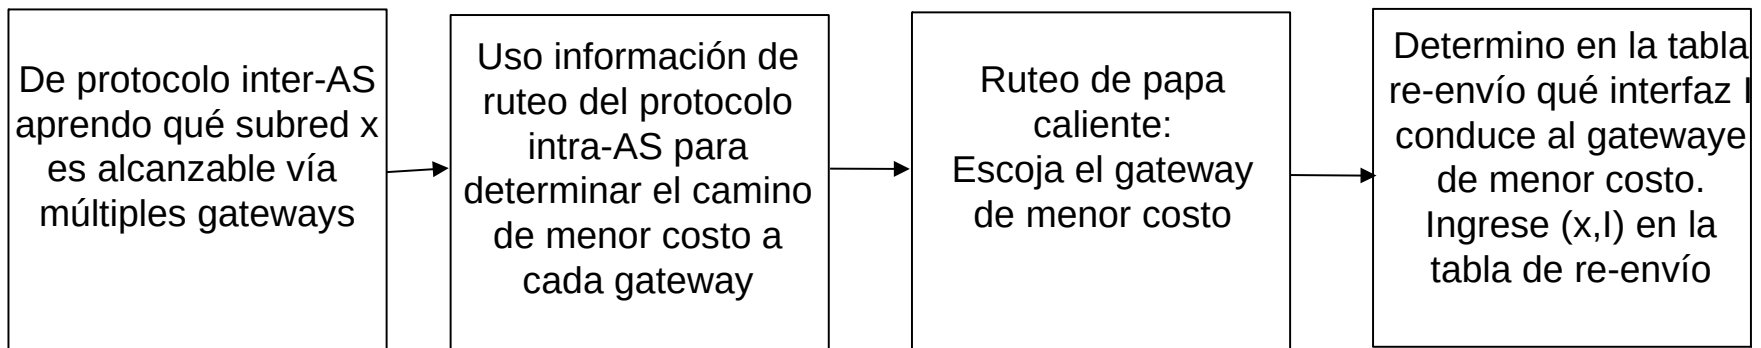 De protocolo inter-AS
aprendo qué subred x
es alcanzable vía
múltiples gateways
Uso información de
ruteo del protocolo
intra-AS para
determinar el camino
de menor costo a
cada gateway
Ruteo de papa
caliente:
Escoja el gateway
de menor costo
Determino en la tabla
re-envío qué interfaz I
conduce al gatewaye
de menor costo.
Ingrese (x,I) en la
tabla de re-envío